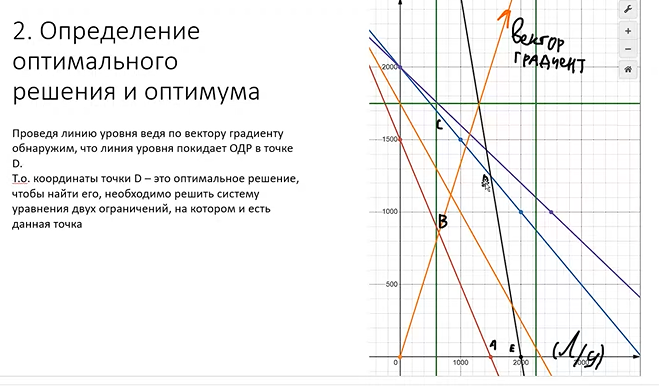 2. Определение
оптимального
решения и оптимума
Проведя линию уровня ведя по вектору градиенту
обнаружим, что линия уровня покидает ОДР в точке
D.
Т.о. координаты точки D – это оптимальное решение,
чтобы найти его, необходимо решить систему
уравнения двух ограничений, на котором и есть
данная точка
вектор
градиент
2000
C
1500
D
1000
B
500
A
E
(Л/у)
0
1000
2000